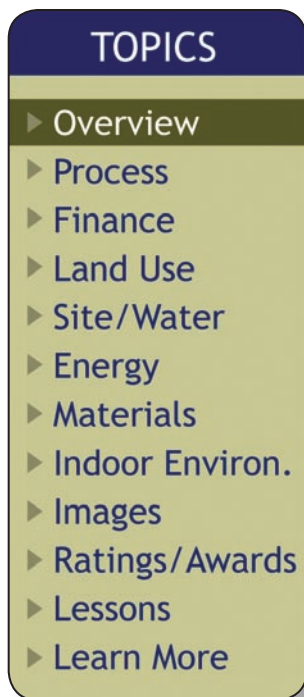 TOPICS
Overview
Process
Finance
Land Use
Site/Water
Energy
Materials
Indoor Environ.
Images
Ratings/Awards
Lessons
Learn More